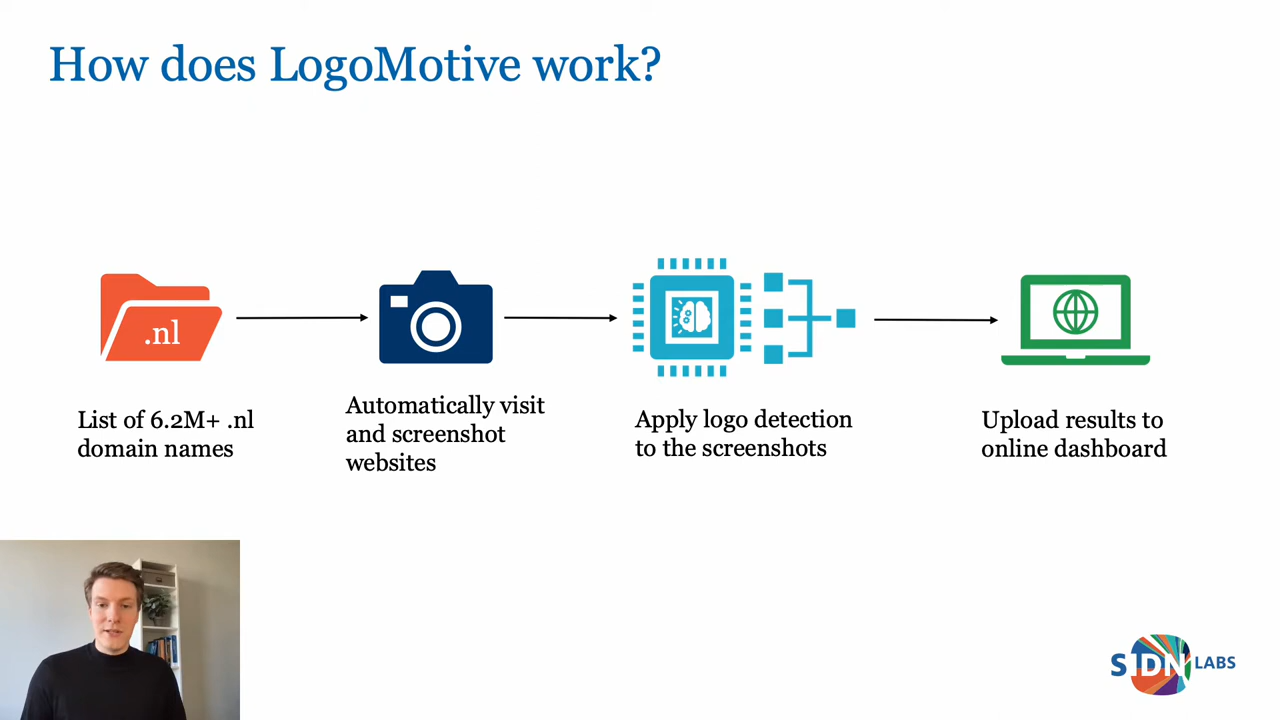 How does LogoMotive work?
.nl
List of 6.2M+ .nl
domain names
Automatically visit
and screenshot
websites
Apply logo detection
to the screenshots
Upload results to
online dashboard
SIDN LABS